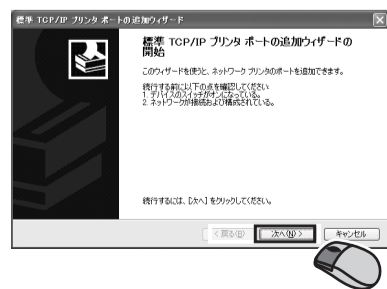 標準 TCP/IP プリンタ ポートの追加ウィザード
標準 TCP/IP プリンタ ポートの追加ウィザードの
開始
このウィザードを使うと、ネットワーク プリンタのポートを追加できます。
続行する前に以下の点を確認してください
1. デバイスのスイッチがオンになっている。
2. ネットワークが接続および構成されている。
続行するには、[次へ] をクリックしてください。
< 戻る(B)
次へ(N) >
キャンセル